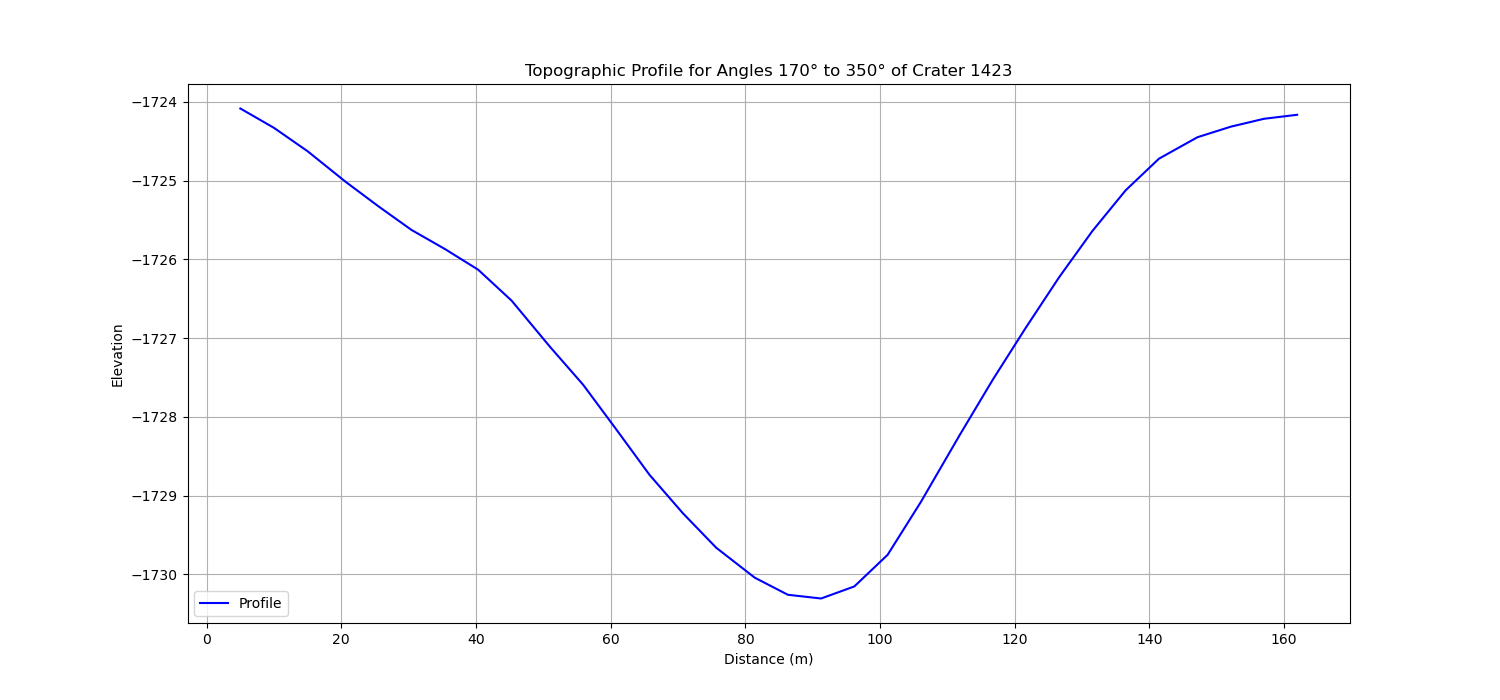 Topographic Profile for Angles 170° to 350° of Crater 1423
Elevation
−1724
−1725
−1726
−1727
−1728
−1729
−1730
Profile
0 20 40 60 80 100 120 140 160
Distance (m)